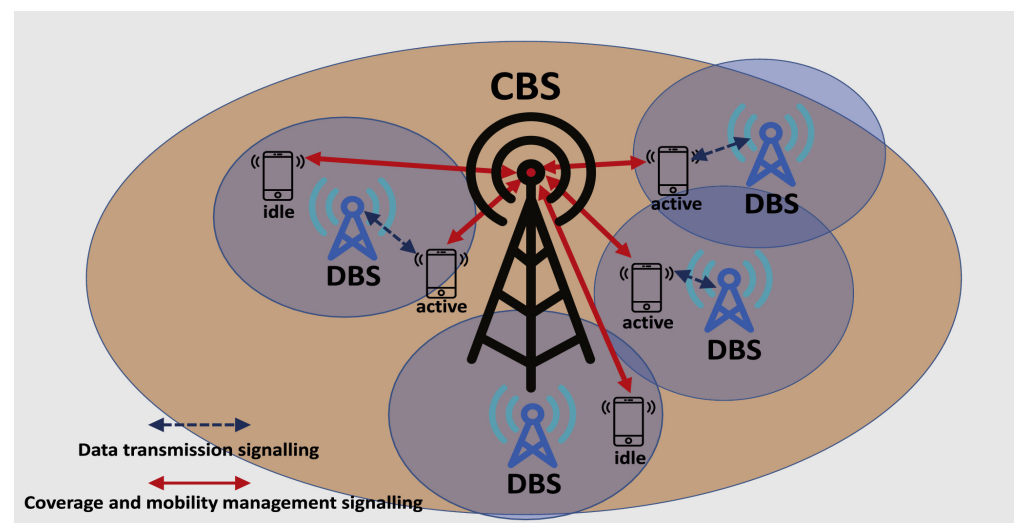 CBS
idle
DBS
active
active
DBS
active
DBS
DBS
idle
Data transmission signalling
Coverage and mobility management signalling